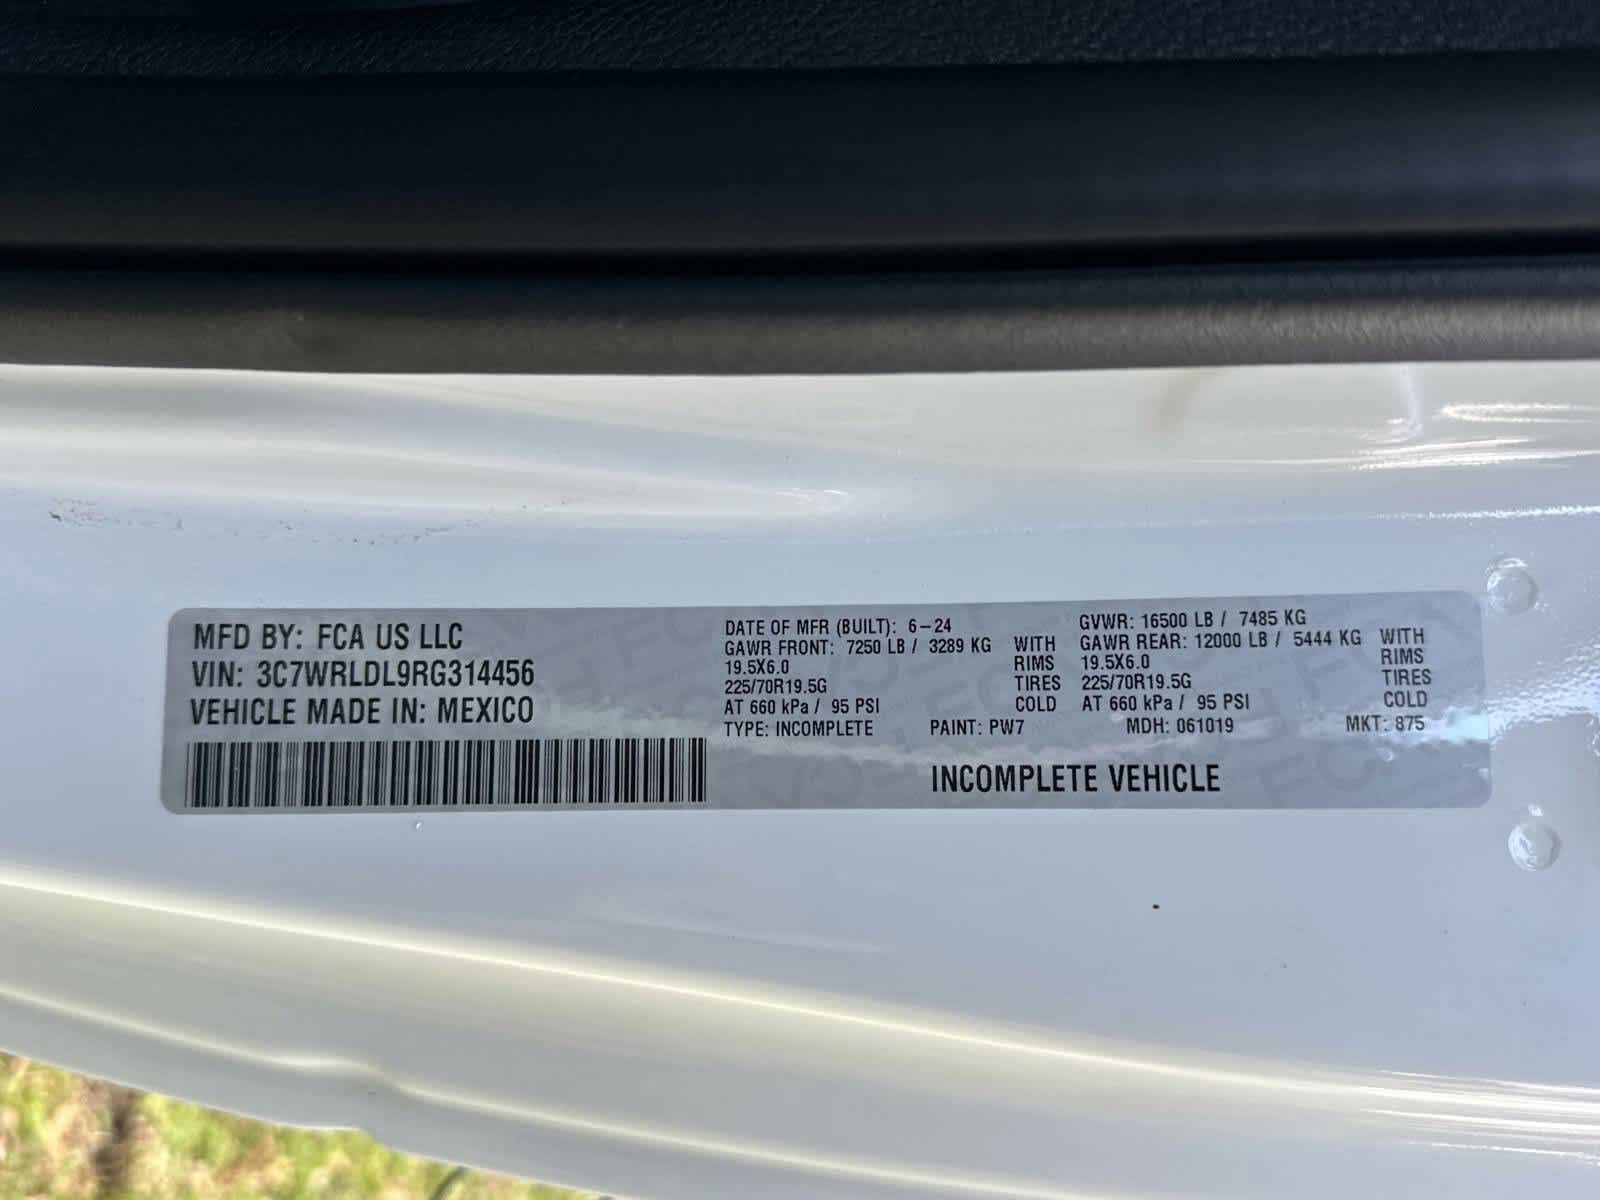 MFD BY: FCA US LLC
VIN: 3C7WRLDL9RG314456
VEHICLE MADE IN: MEXICO
DATE OF MFR (BUILT): 6-24
GAWR FRONT: 7250 LB / 3289 KG WITH
19.5X6.0 RIMS
225/70R19.5G TIRES
AT 660 kPa / 95 PSI COLD
GVWR: 16500 LB / 7485 KG
GAWR REAR: 12000 LB / 5444 KG WITH
19.5X6.0 RIMS
225/70R19.5G TIRES
AT 660 kPa / 95 PSI COLD
TYPE: INCOMPLETE PAINT: PW7 MDH: 061019 MKT: 875
INCOMPLETE VEHICLE